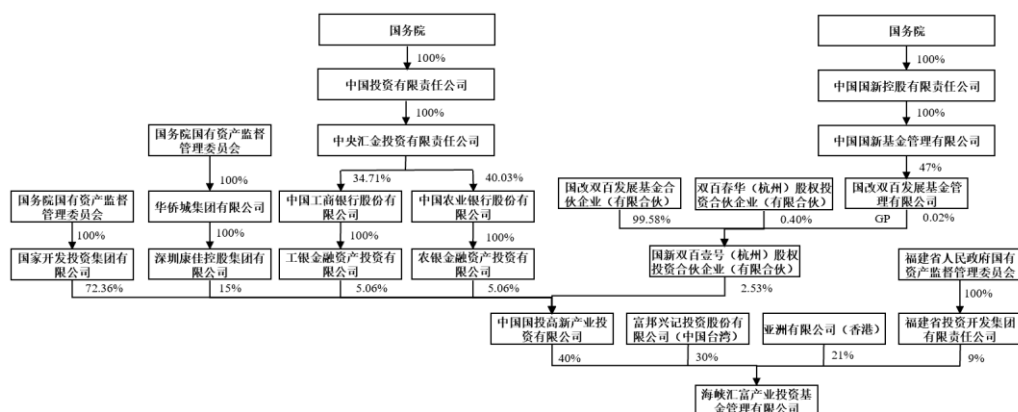 国务院
国务院
100%
100%
中国投资有限责任公司
中国国新控股有限责任公司
100%
100%
国务院国有资产监督
管理委员会
中央汇金投资有限责任公司
中国国新基金管理有限公司
100%
34.71%
40.03%
47%
国务院国有资产监督
管理委员会
华侨城集团有限公司
中国工商银行股份有
限公司
中国农业银行股份有
限公司
国改双百发展基金合
伙企业（有限合伙）
双百春华（杭州）股权投
资合伙企业（有限合伙）
国改双百发展基金管
理有限公司
99.58%
0.40%
GP
0.02%
100%
100%
100%
100%
国家开发投资集团有
限公司
深圳康佳控股集团有
限公司
工银金融资产投资有
限公司
农银金融资产投资有
限公司
国新双百壹号（杭州）股权
投资合伙企业（有限合伙）
福建省人民政府国有
资产监督管理委员会
72.36%
15%
5.06%
5.06%
2.53%
100%
中国国投高新产业投
资有限公司
富邦兴记投资股份有
限公司（中国台湾）
亚洲有限公司（香港）
福建省投资开发集团
有限责任公司
40%
30%
21%
9%
海峡汇富产业投资基
金管理有限公司